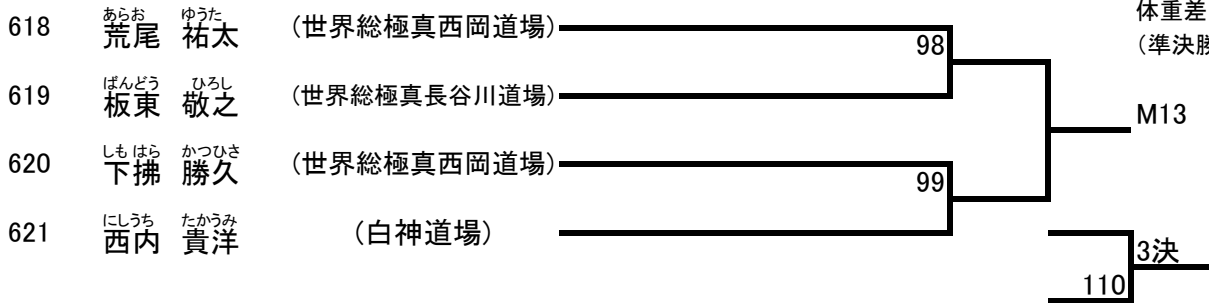 体重差
あらお ゆうた
618 荒尾 祐太 (世界総極真西岡道場)
98
(準決勝
ばんどう ひろし
619 板東 敬之 (世界総極真長谷川道場)
M13
しもはら かつひさ
620 下拂 勝久 (世界総極真西岡道場)
99
にしうち たかうみ
621 西内 貴洋 (白神道場)
3決
110